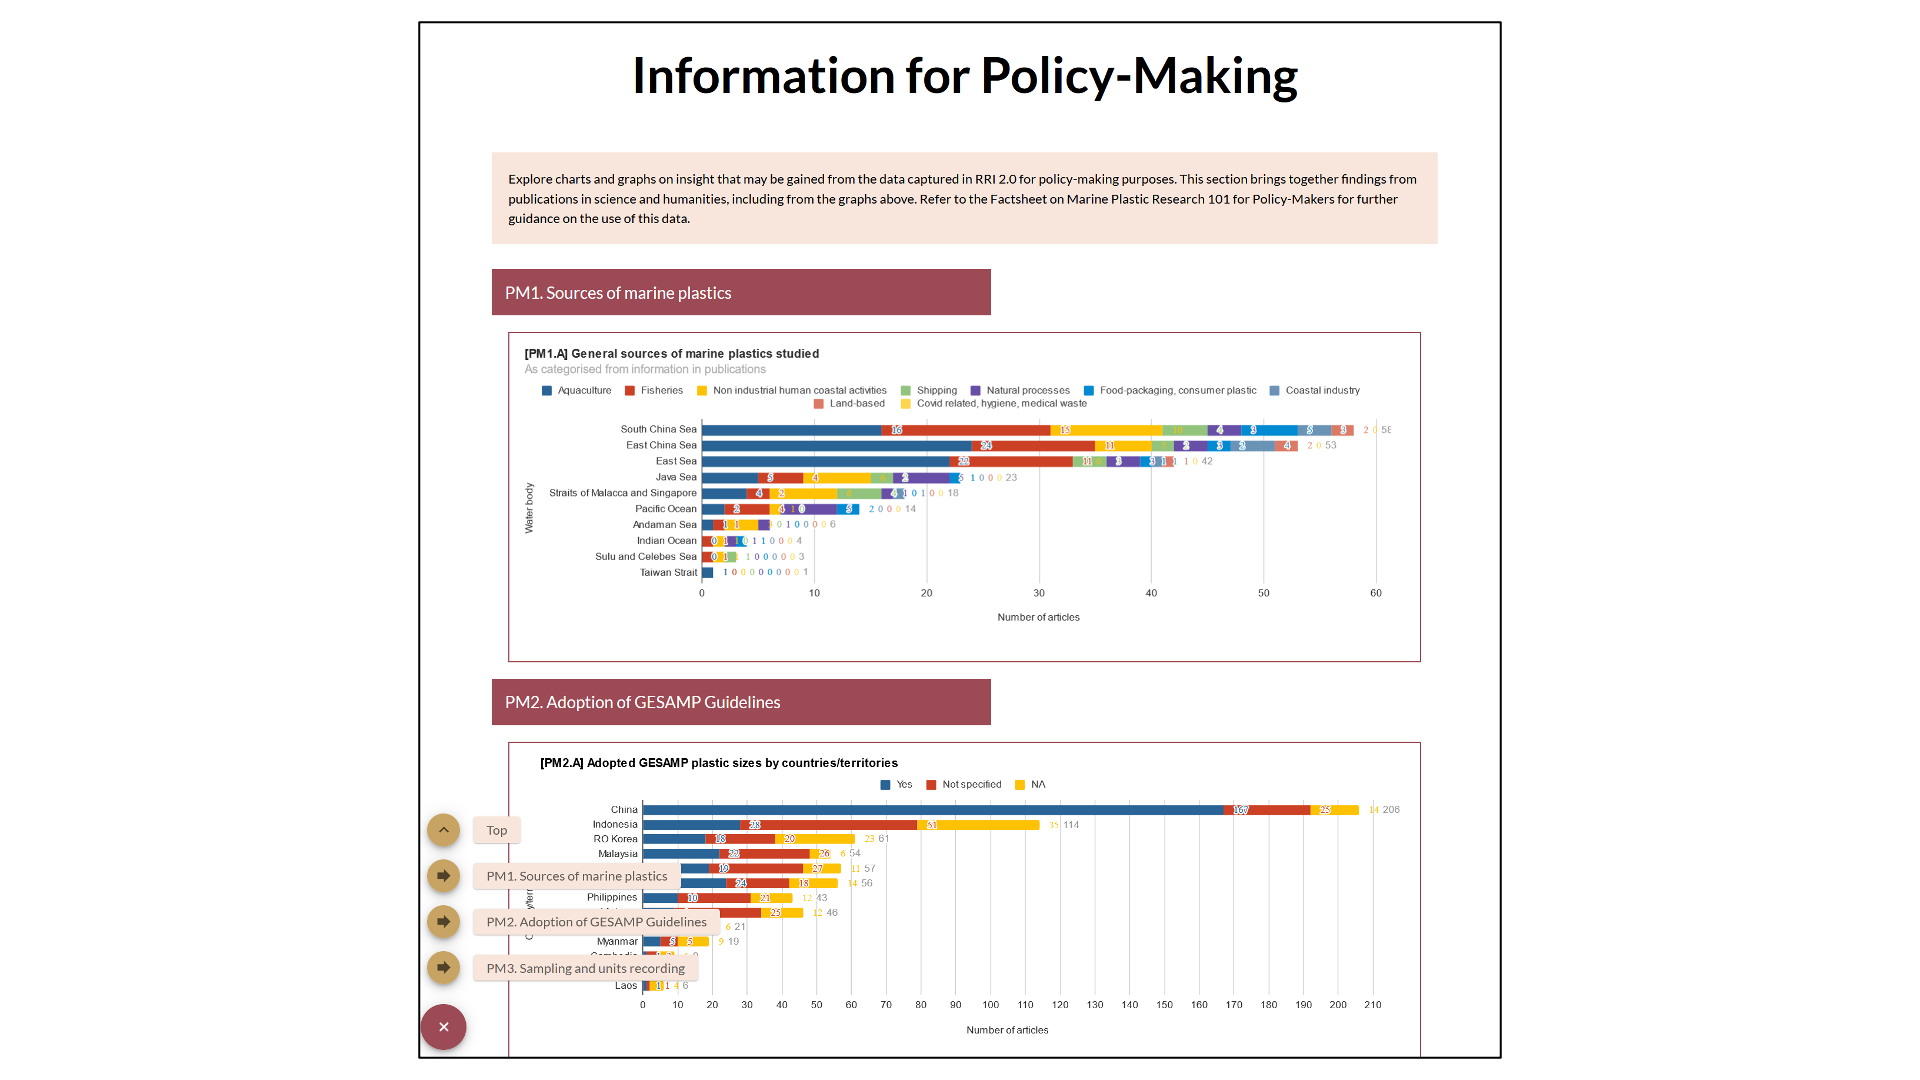 Information for Policy-Making
Explore charts and graphs on insight that may be gained from the data captured in RRI 2.0 for policy-making purposes. This section brings together findings from
publications in science and humanities, including from the graphs above. Refer to the Factsheet on Marine Plastic Research 101 for Policy-Makers for further
guidance on the use of this data.
PM1. Sources of marine plastics
[PM1.A] General sources of marine plastics studied
As categorised from information in publications
Aquaculture Fisheries Non industrial human coastal activities Shipping Natural processes Food-packaging, consumer plastic Coastal industry
Land-based Covid related, hygiene, medical waste
South China Sea 16 15 10 4 3 5 3 2 0 58
East China Sea 24 11 2 3 2 4 2 0 53
East Sea 22 11 3 3 1 1 1 0 42
Java Sea 5 4 2 5 1 0 0 0 23
Straits of Malacca and Singapore 4 2 4 1 0 1 0 0 18
Pacific Ocean 2 4 1 0 5 2 0 0 0 14
Andaman Sea 1 1 0 1 0 0 0 0 6
Indian Ocean 0 1 1 0 1 1 0 0 0 4
Sulu and Celebes Sea 0 1 1 0 0 0 0 0 3
Taiwan Strait 1 0 0 0 0 0 0 0 0 1
Water body
0 10 20 30 40 50 60
Number of articles
PM2. Adoption of GESAMP Guidelines
[PM2.A] Adopted GESAMP plastic sizes by countries/territories
Yes Not specified NA
China 167 25 14 206
Indonesia 28 51 35 114
RO Korea 18 20 23 61
Malaysia 22 26 6 54
19 27 11 57
24 18 14 56
Philippines 10 21 12 43
25 12 46
6 21
Myanmar 5 5 9 19
Laos 1 1 4 6
0 10 20 30 40 50 60 70 80 90 100 110 120 130 140 150 160 170 180 190 200 210
Number of articles
Top
PM1. Sources of marine plastics
PM2. Adoption of GESAMP Guidelines
PM3. Sampling and units recording